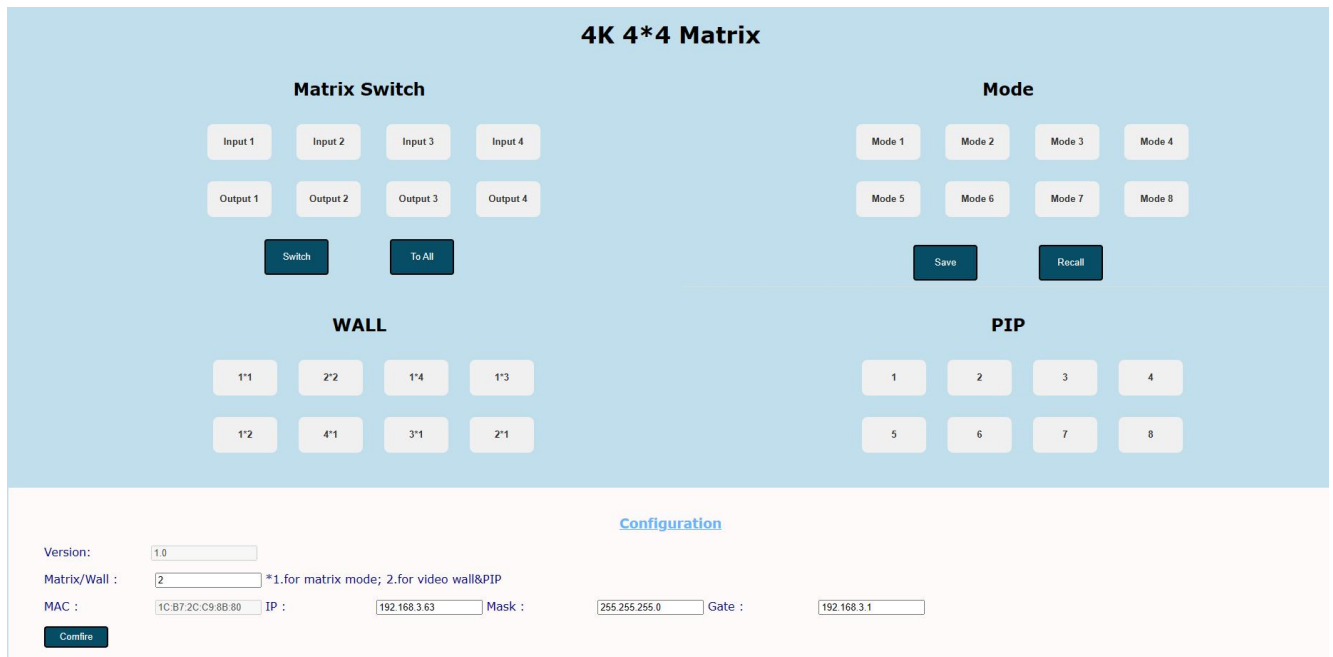 4K 4*4 Matrix
Matrix Switch
Input 1 Input 2 Input 3 Input 4
Output 1 Output 2 Output 3 Output 4
Switch To All
Mode
Mode 1 Mode 2 Mode 3 Mode 4
Mode 5 Mode 6 Mode 7 Mode 8
Save Recall
WALL
1*1 2*2 1*4 1*3
1*2 4*1 3*1 2*1
PIP
1 2 3 4
5 6 7 8
Configuration
Version: 1.0
Matrix/Wall : 2 *1.for matrix mode; 2.for video wall&PIP
MAC : 1C:B7:2C:C9:8B:80 IP : 192.168.3.63 Mask : 255.255.255.0 Gate : 192.168.3.1
Comfire